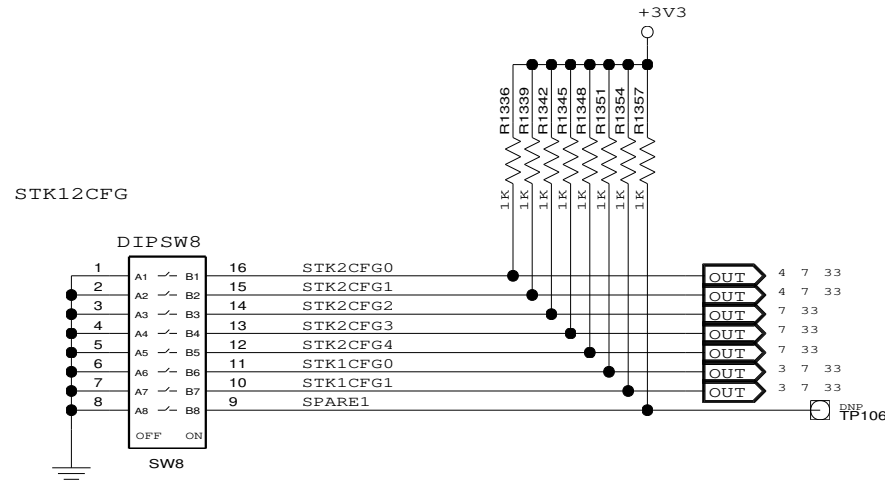 +3V3
R1336
R1339
R1342
R1345
R1348
R1351
R1354
R1357
1K
1K
1K
1K
1K
1K
1K
1K
STK12CFG
DIPSW8
1 A1 B1 16 STK2CFG0 OUT 4 7 33
2 A2 B2 15 STK2CFG1 OUT 4 7 33
3 A3 B3 14 STK2CFG2 OUT 7 33
4 A4 B4 13 STK2CFG3 OUT 7 33
5 A5 B5 12 STK2CFG4 OUT 7 33
6 A6 B6 11 STK1CFG0 OUT 3 7 33
7 A7 B7 10 STK1CFG1 OUT 3 7 33
8 A8 B8 9 SPARE1 DNP
TP106
OFF ON
SW8